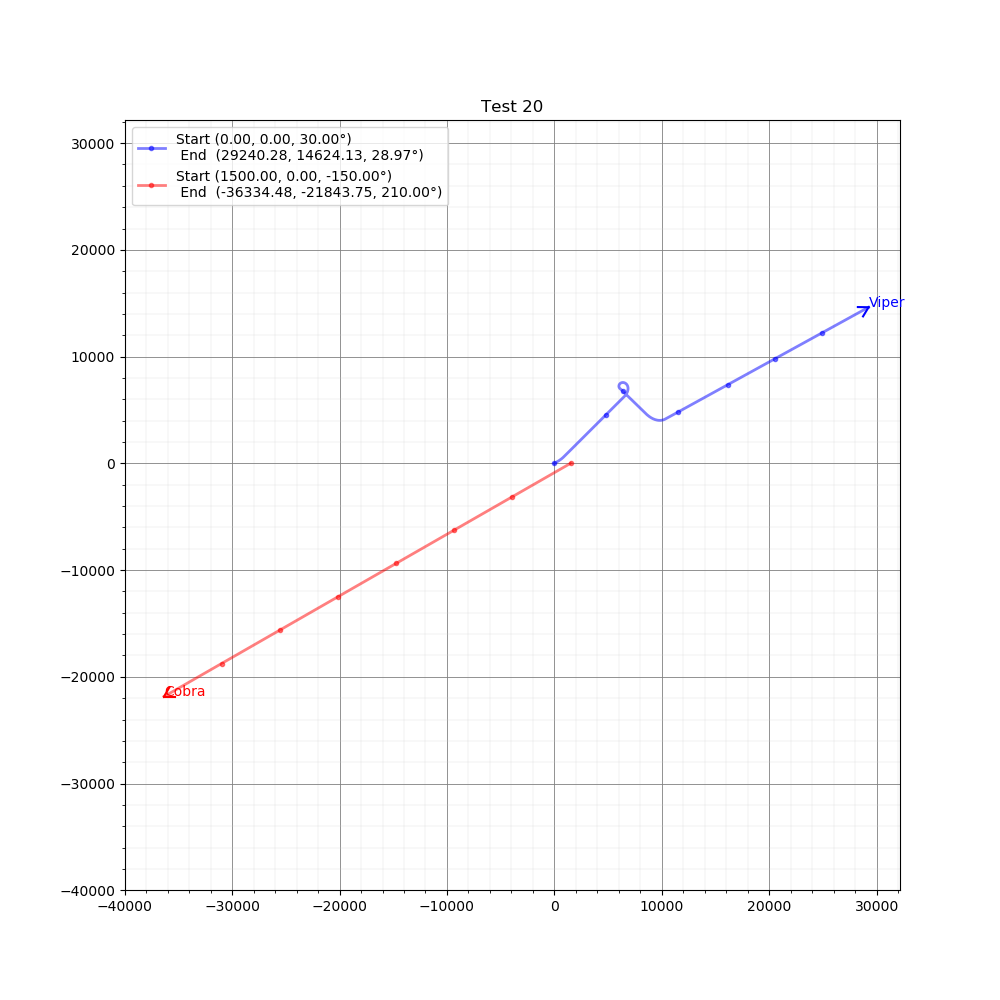 Test 20
Start (0.00, 0.00, 30.00°)
End (29240.28, 14624.13, 28.97°)
Start (1500.00, 0.00, -150.00°)
End (-36334.48, -21843.75, 210.00°)
30000
20000
10000
0
−10000
−20000
−30000
−40000
Viper
Cobra
−40000 −30000 −20000 −10000 0 10000 20000 30000